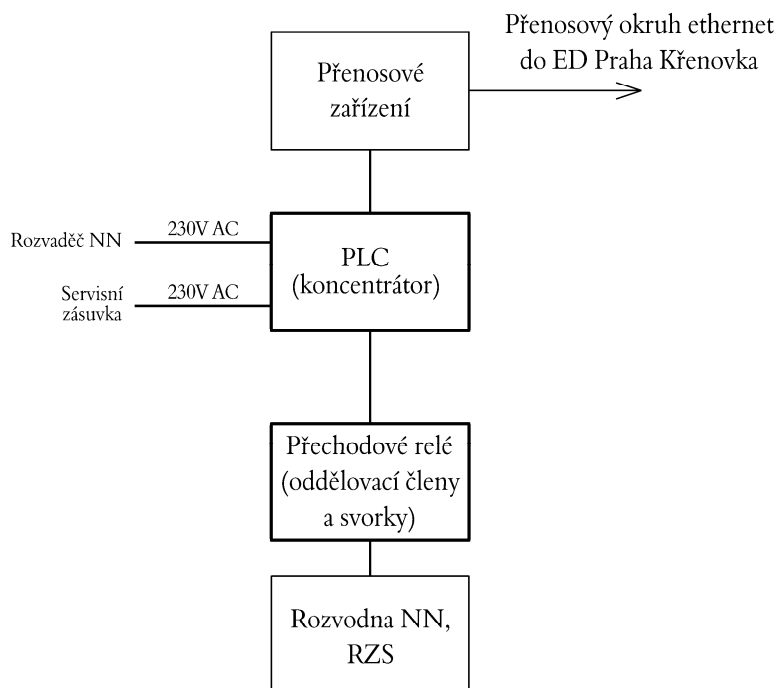 Přenosový okruh ethernet
do ED Praha Křenovka
Přenosové
zařízení
Rozvaděč NN
230V AC
PLC
(koncentrátor)
Servisní
zásuvka
230V AC
Přechodové relé
(oddělovací členy
a svorky)
Rozvodna NN,
RZS